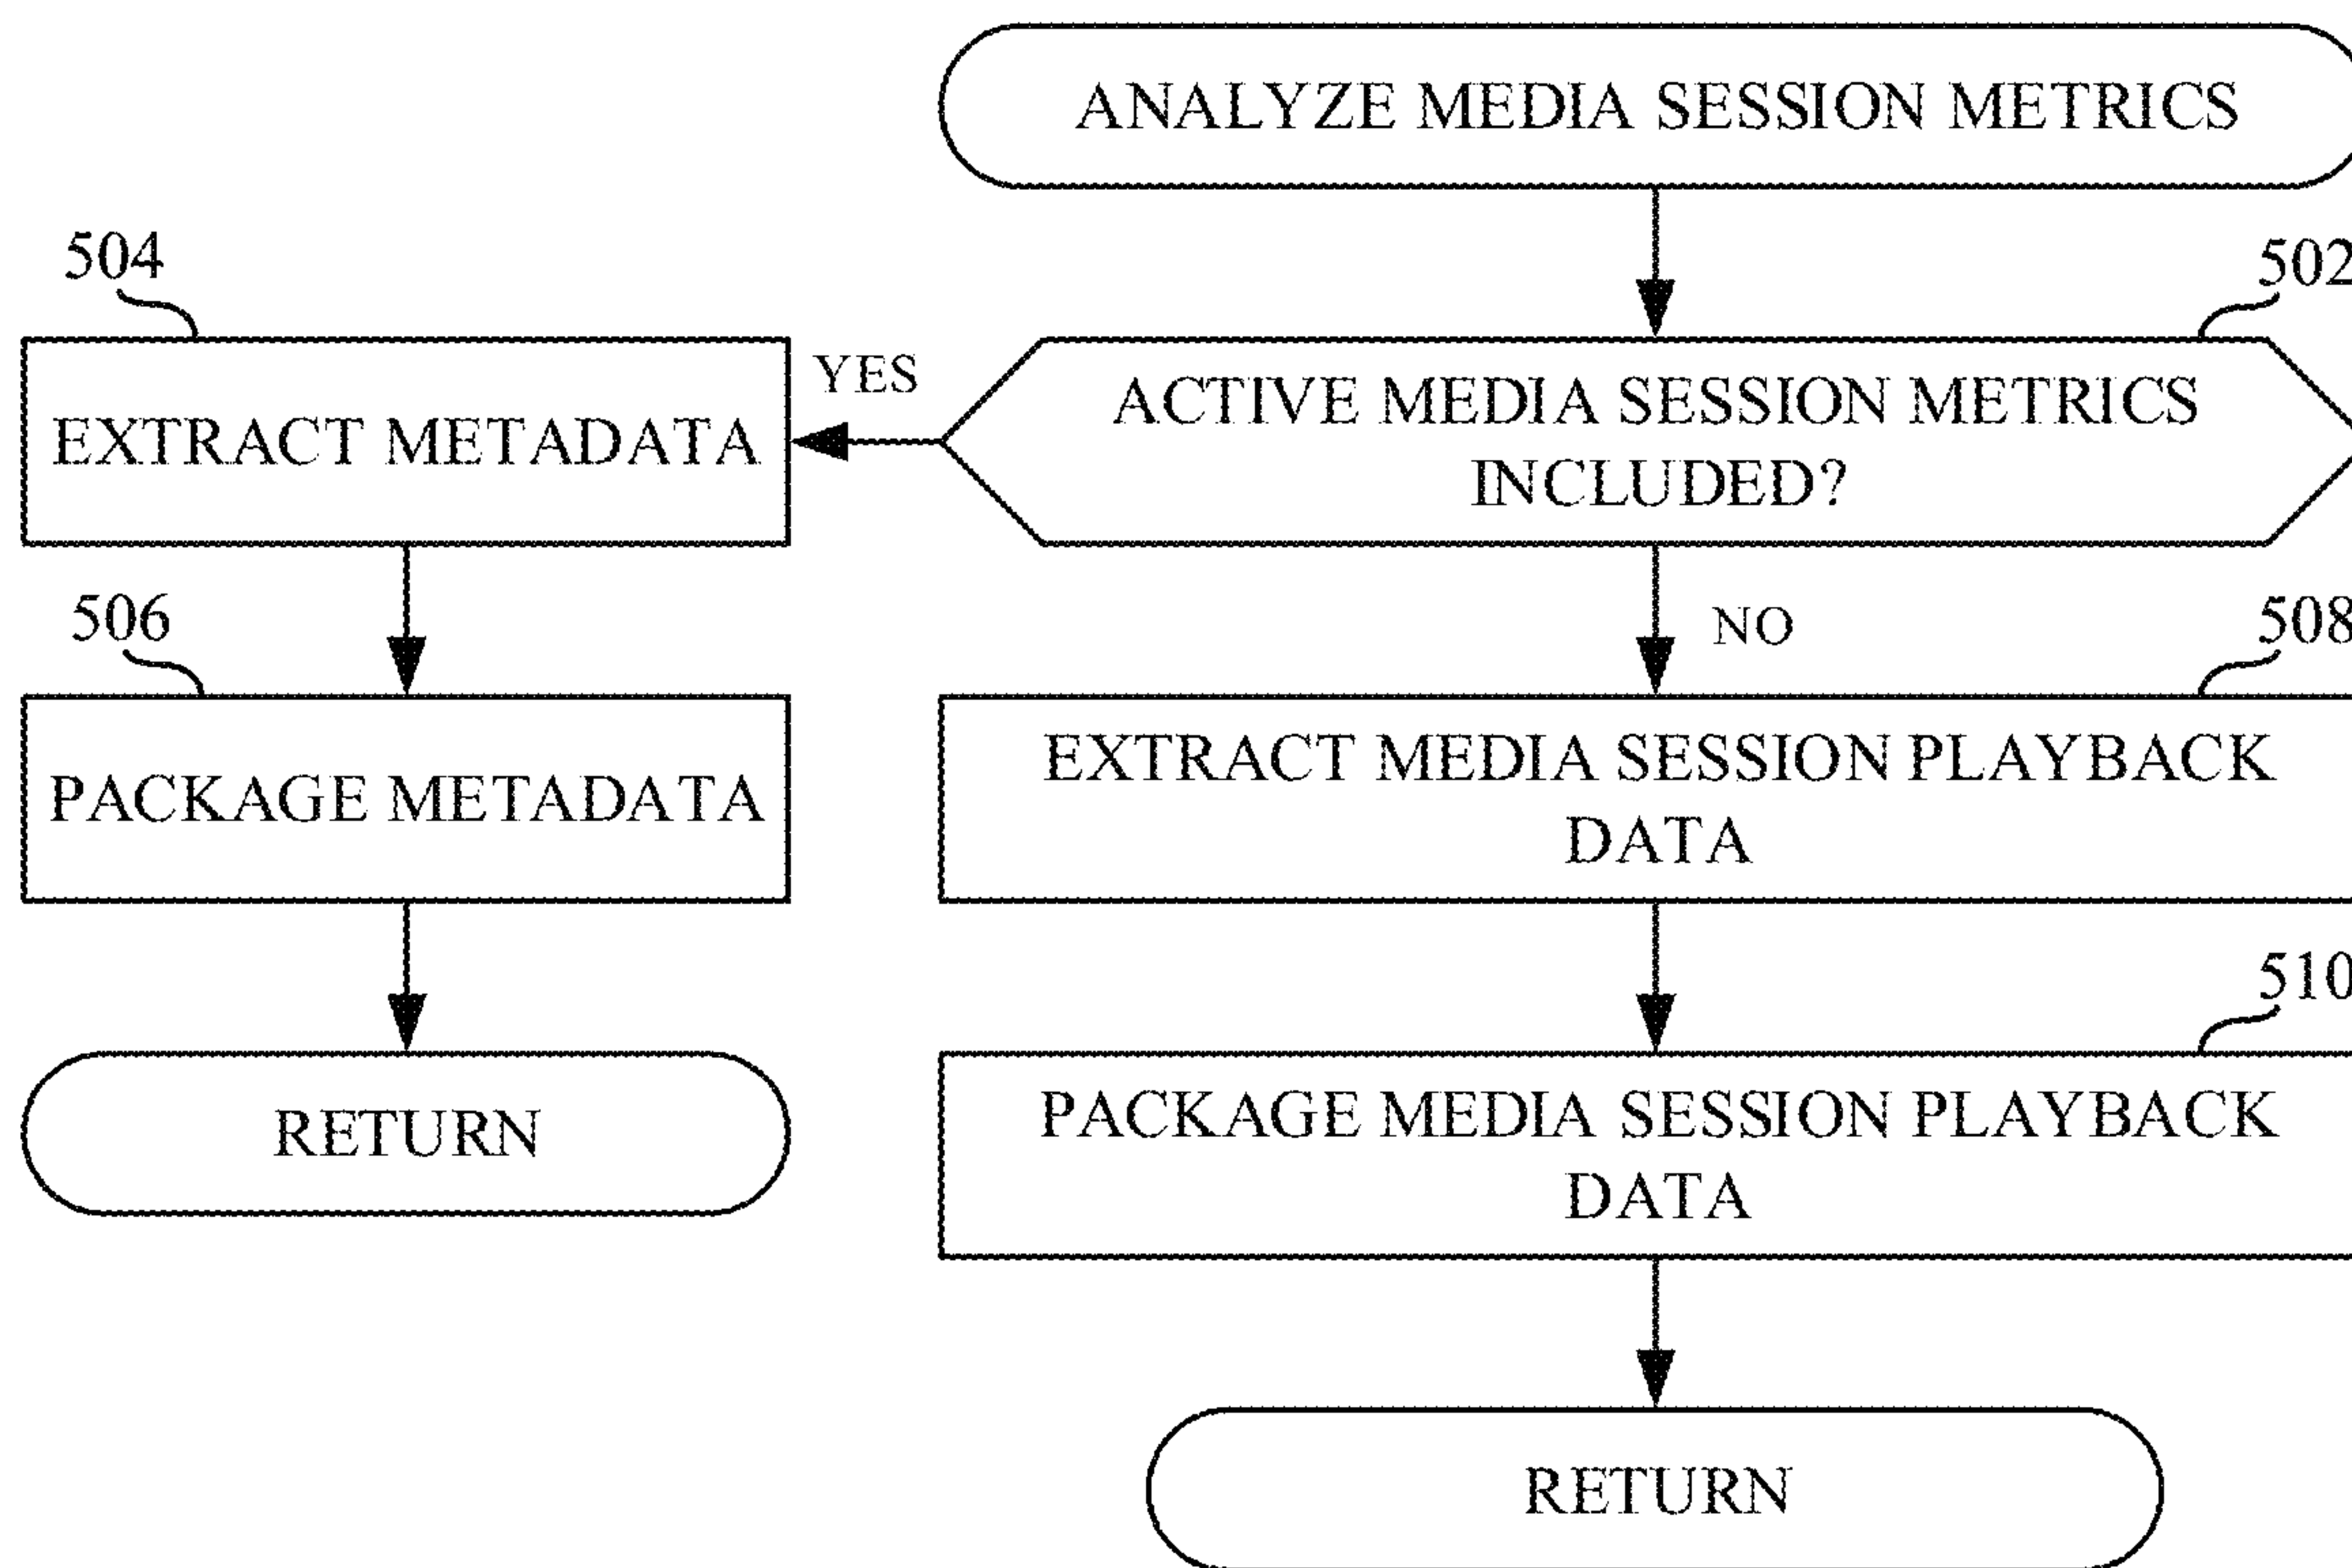 ANALYZE MEDIA SESSION METRICS
504
502
EXTRACT METADATA
YES
ACTIVE MEDIA SESSION METRICS
INCLUDED?
506
NO
508
PACKAGE METADATA
EXTRACT MEDIA SESSION PLAYBACK
DATA
510
RETURN
PACKAGE MEDIA SESSION PLAYBACK
DATA
RETURN